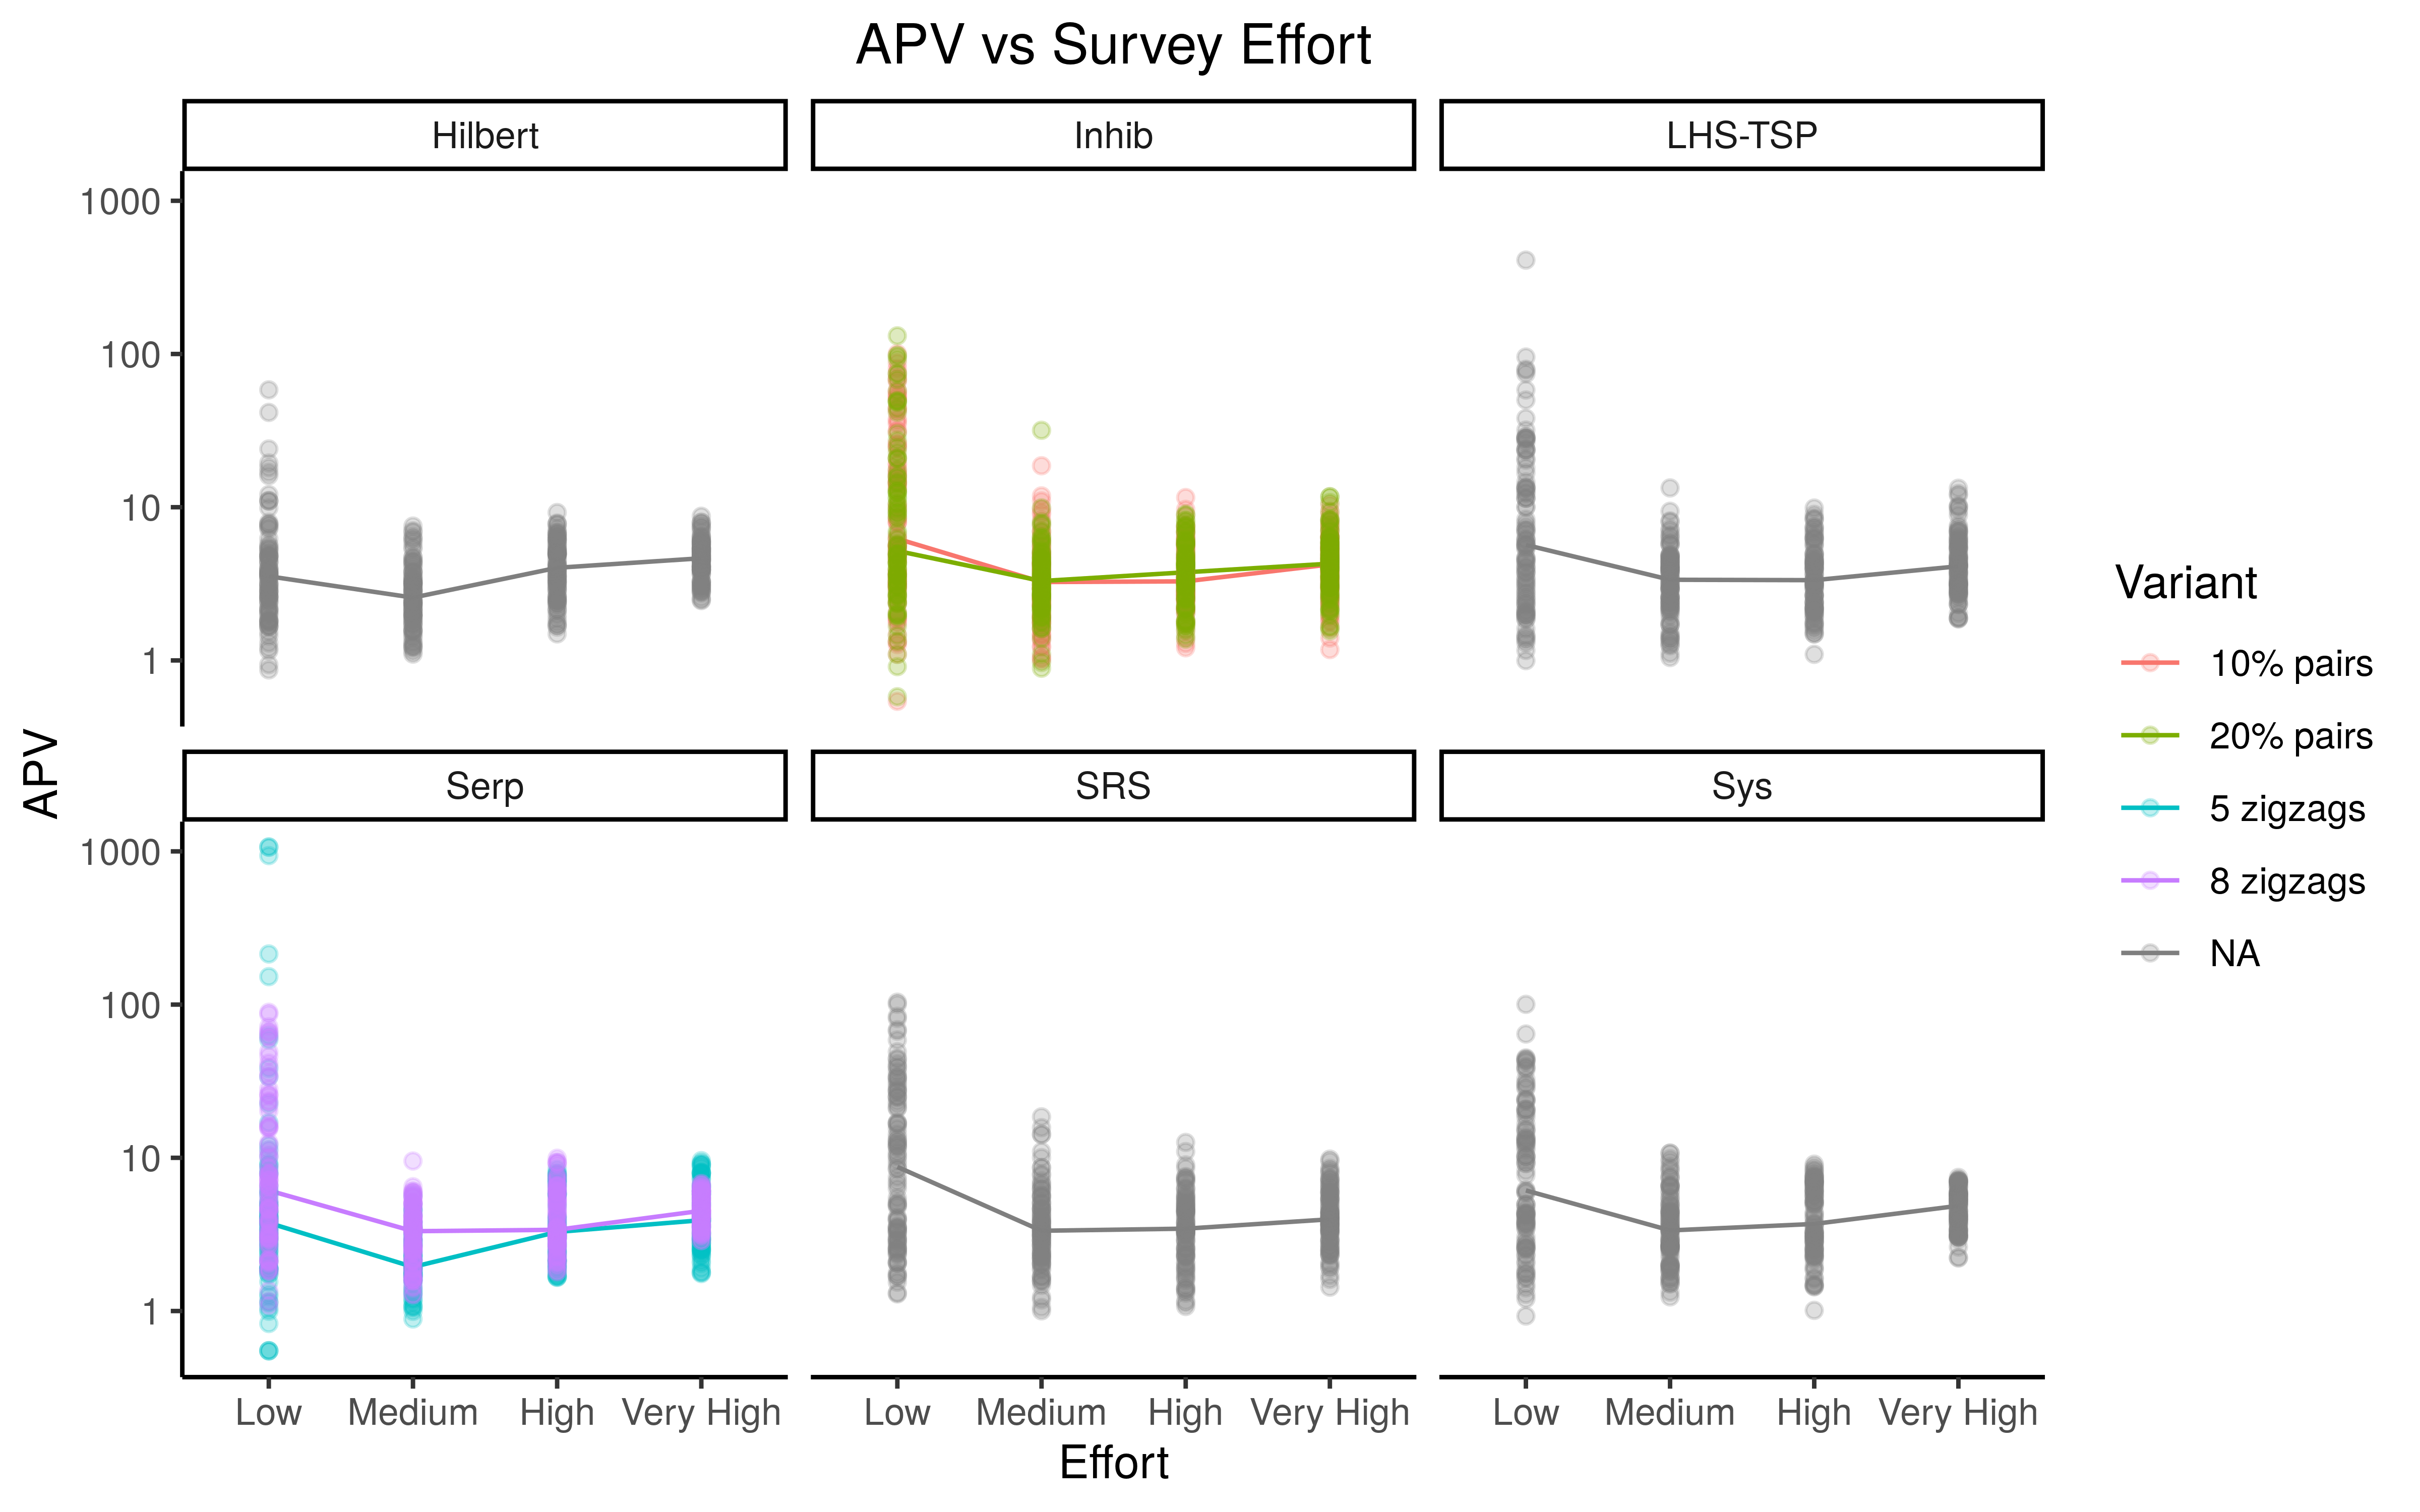 APV vs Survey Effort
Hilbert
Inhib
LHS-TSP
1000
100
10
1
Serp
SRS
Sys
1000
100
10
1
APV
Low Medium High Very High
Low Medium High Very High
Low Medium High Very High
Effort
Variant
10% pairs
20% pairs
5 zigzags
8 zigzags
NA